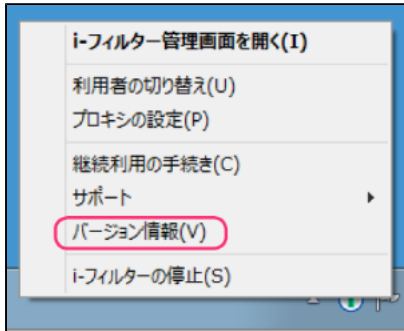 i-フィルター管理画面を開く(I)
利用者の切り替え(U)
プロキシの設定(P)
継続利用の手続き(C)
サポート
バージョン情報(V)
i-フィルターの停止(S)